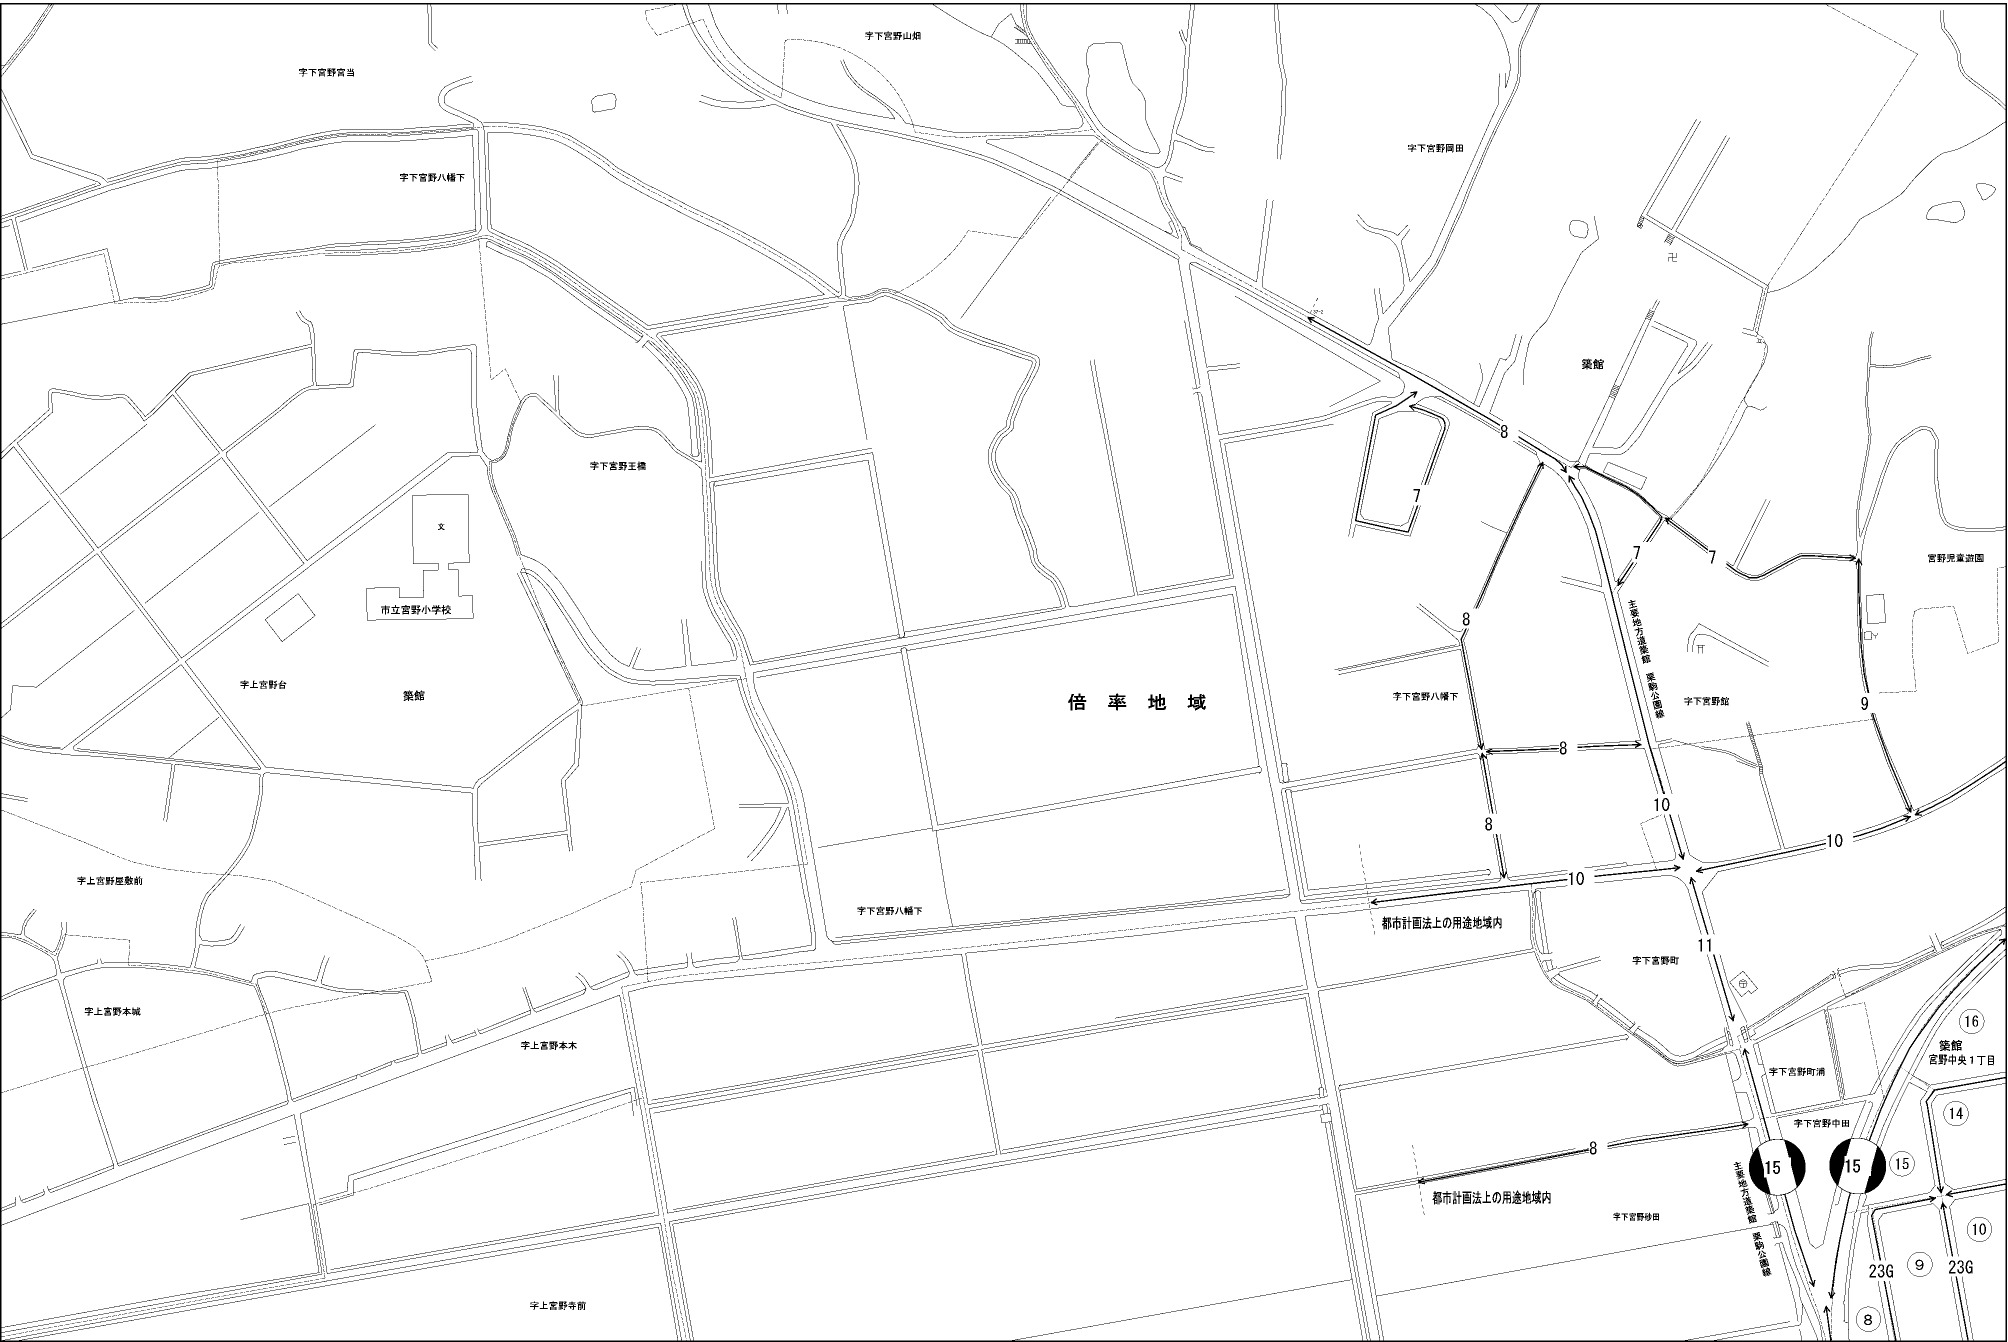 字下宮野山畑
字下宮野宮当
字下宮野岡田
字下宮野八幡下
卍
築館
8
字下宮野王橋
7
文
7
7
宮野児童遊園
市立宮野小学校
8
主要地方道築館
栗駒公園線
字上宮野台
築館
倍率地域
字下宮野八幡下
字下宮野館
9
8
10
8
10
字上宮野屋敷前
10
字下宮野八幡下
都市計画法上の用途地域内
11
字下宮野町
字上宮野本城
16
字上宮野本木
築館
宮野中央1丁目
字下宮野町浦
14
字下宮野中田
8
15
15
15
都市計画法上の用途地域内
主要地方道築館
栗駒公園線
字下宮野砂田
10
23G
9
23G
字上宮野寺前
8